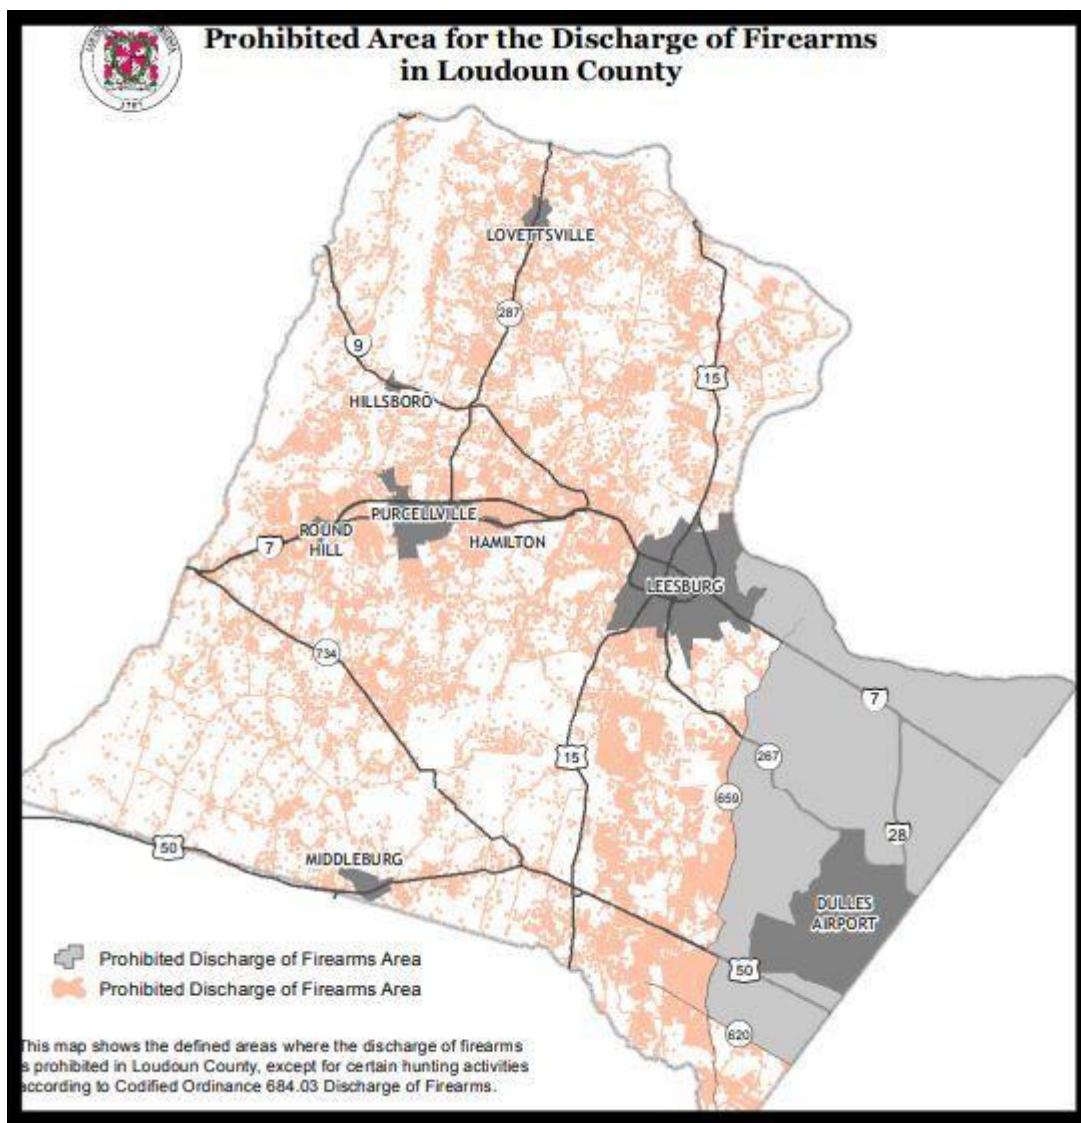 Prohibited Area for the Discharge of Firearms
in Loudoun County
1757
LOVETTSVILLE
287
9
15
HILLSBORO
PURCELLVILLE
ROUND
HILL
7
HAMILTON
LEESBURG
734
7
15
267
659
28
50
MIDDLEBURG
DULLES
AIRPORT
50
620
Prohibited Discharge of Firearms Area
Prohibited Discharge of Firearms Area
This map shows the defined areas where the discharge of firearms
s prohibited in Loudoun County, except for certain hunting activities
according to Codified Ordinance 684.03 Discharge of Firearms.